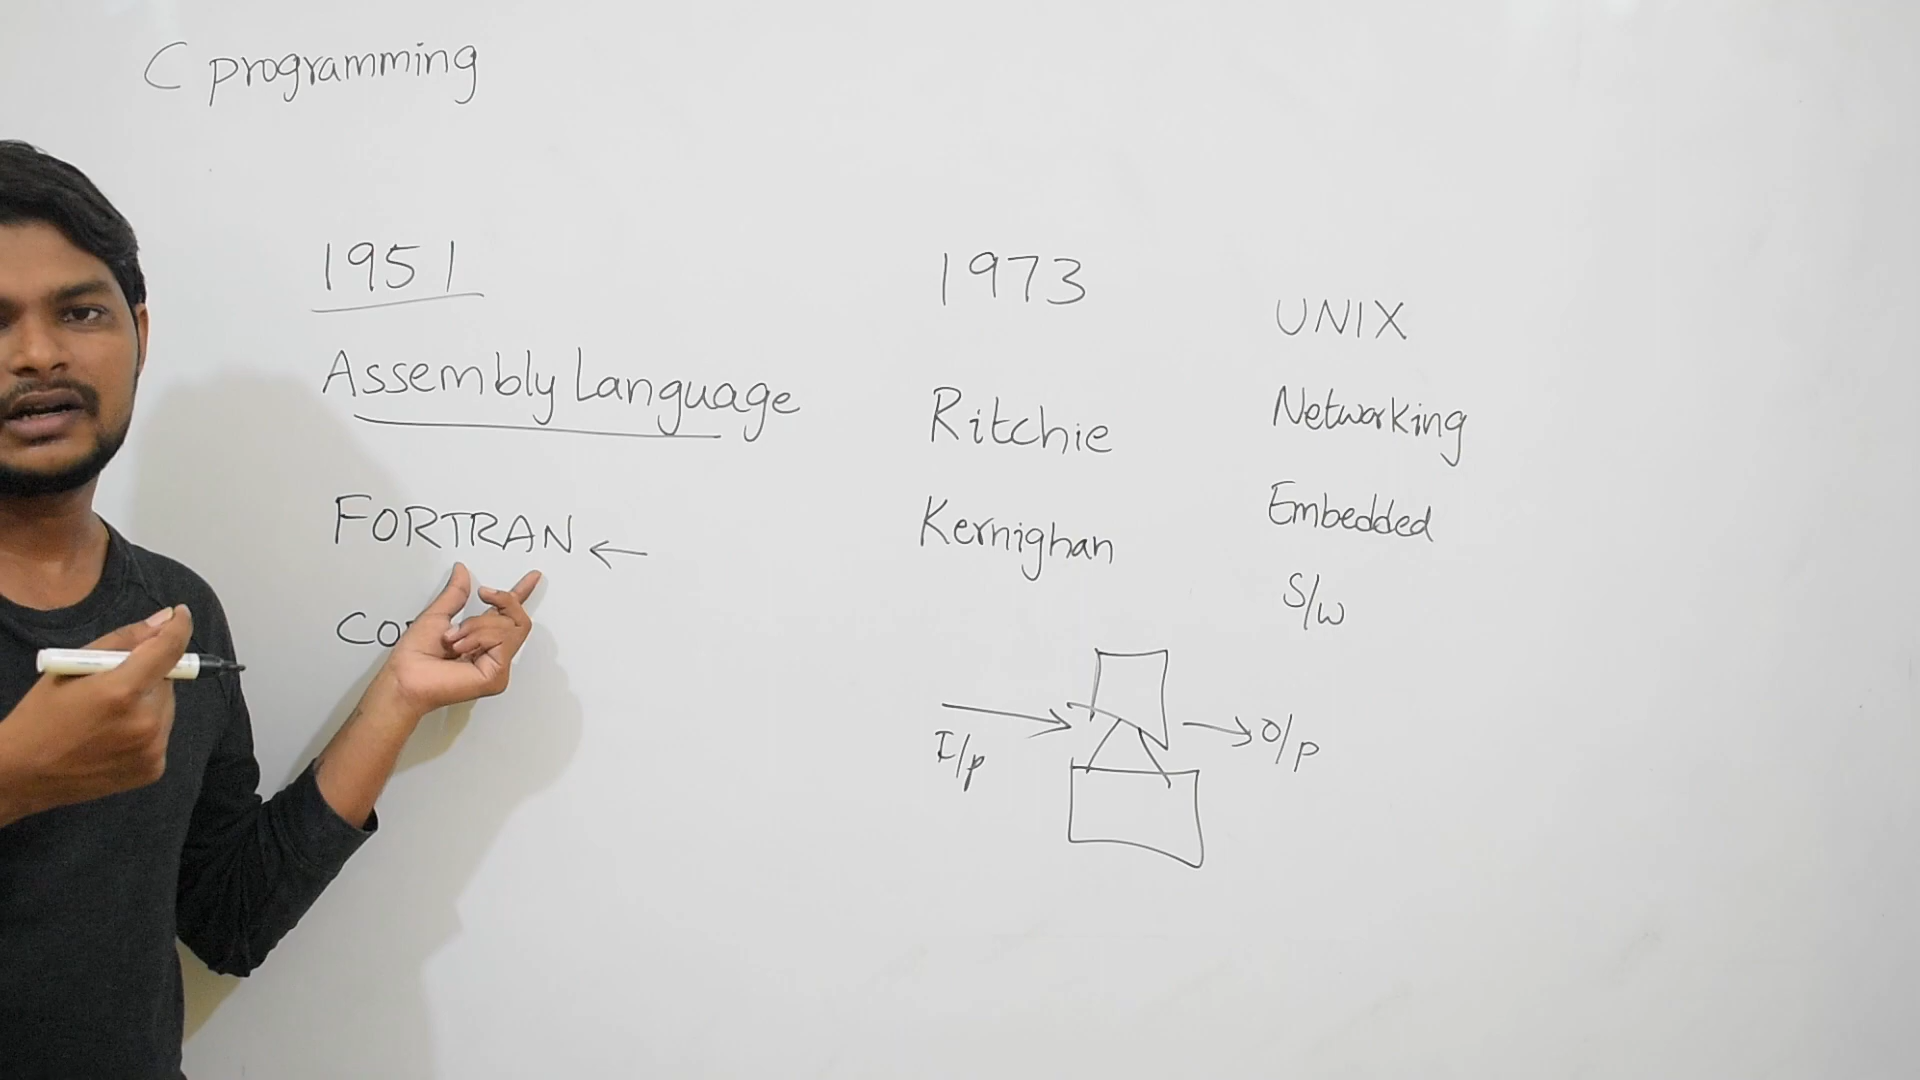 C programming
1951
Assembly Language
FORTRAN ←
1973
Ritchie
Kernighan
UNIX
Networking
Embedded
S/w
I/p
O/p